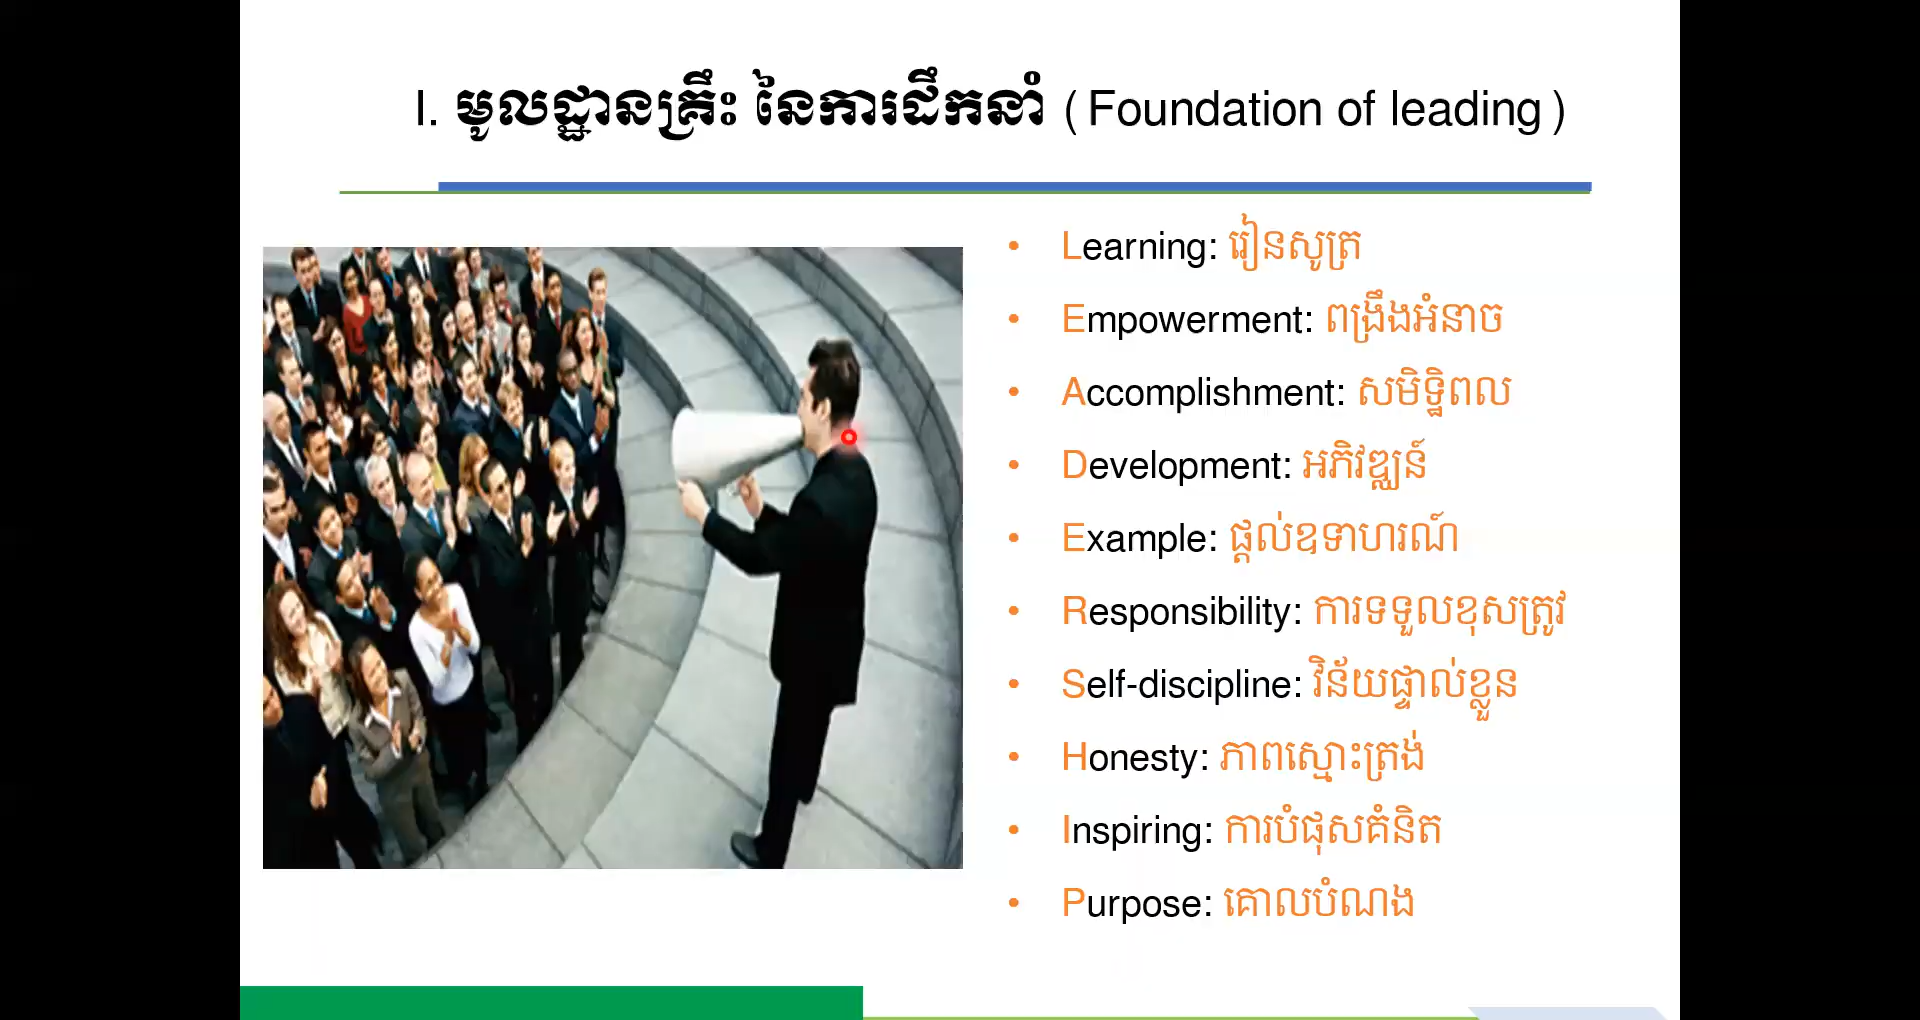 I. មូលដ្ឋានគ្រឹះ នៃការដឹកនាំ (Foundation of leading)
• Learning: រៀនសូត្រ
• Empowerment: ពង្រឹងអំនាច
• Accomplishment: សមិទ្ធិពល
• Development: អភិវឌ្ឍន៍
• Example: ផ្ដល់ឧទាហរណ៍
• Responsibility: ការទទួលខុសត្រូវ
• Self-discipline: វិន័យផ្ទាល់ខ្លួន
• Honesty: ភាពស្មោះត្រង់
• Inspiring: ការបំផុសគំនិត
• Purpose: គោលបំណង